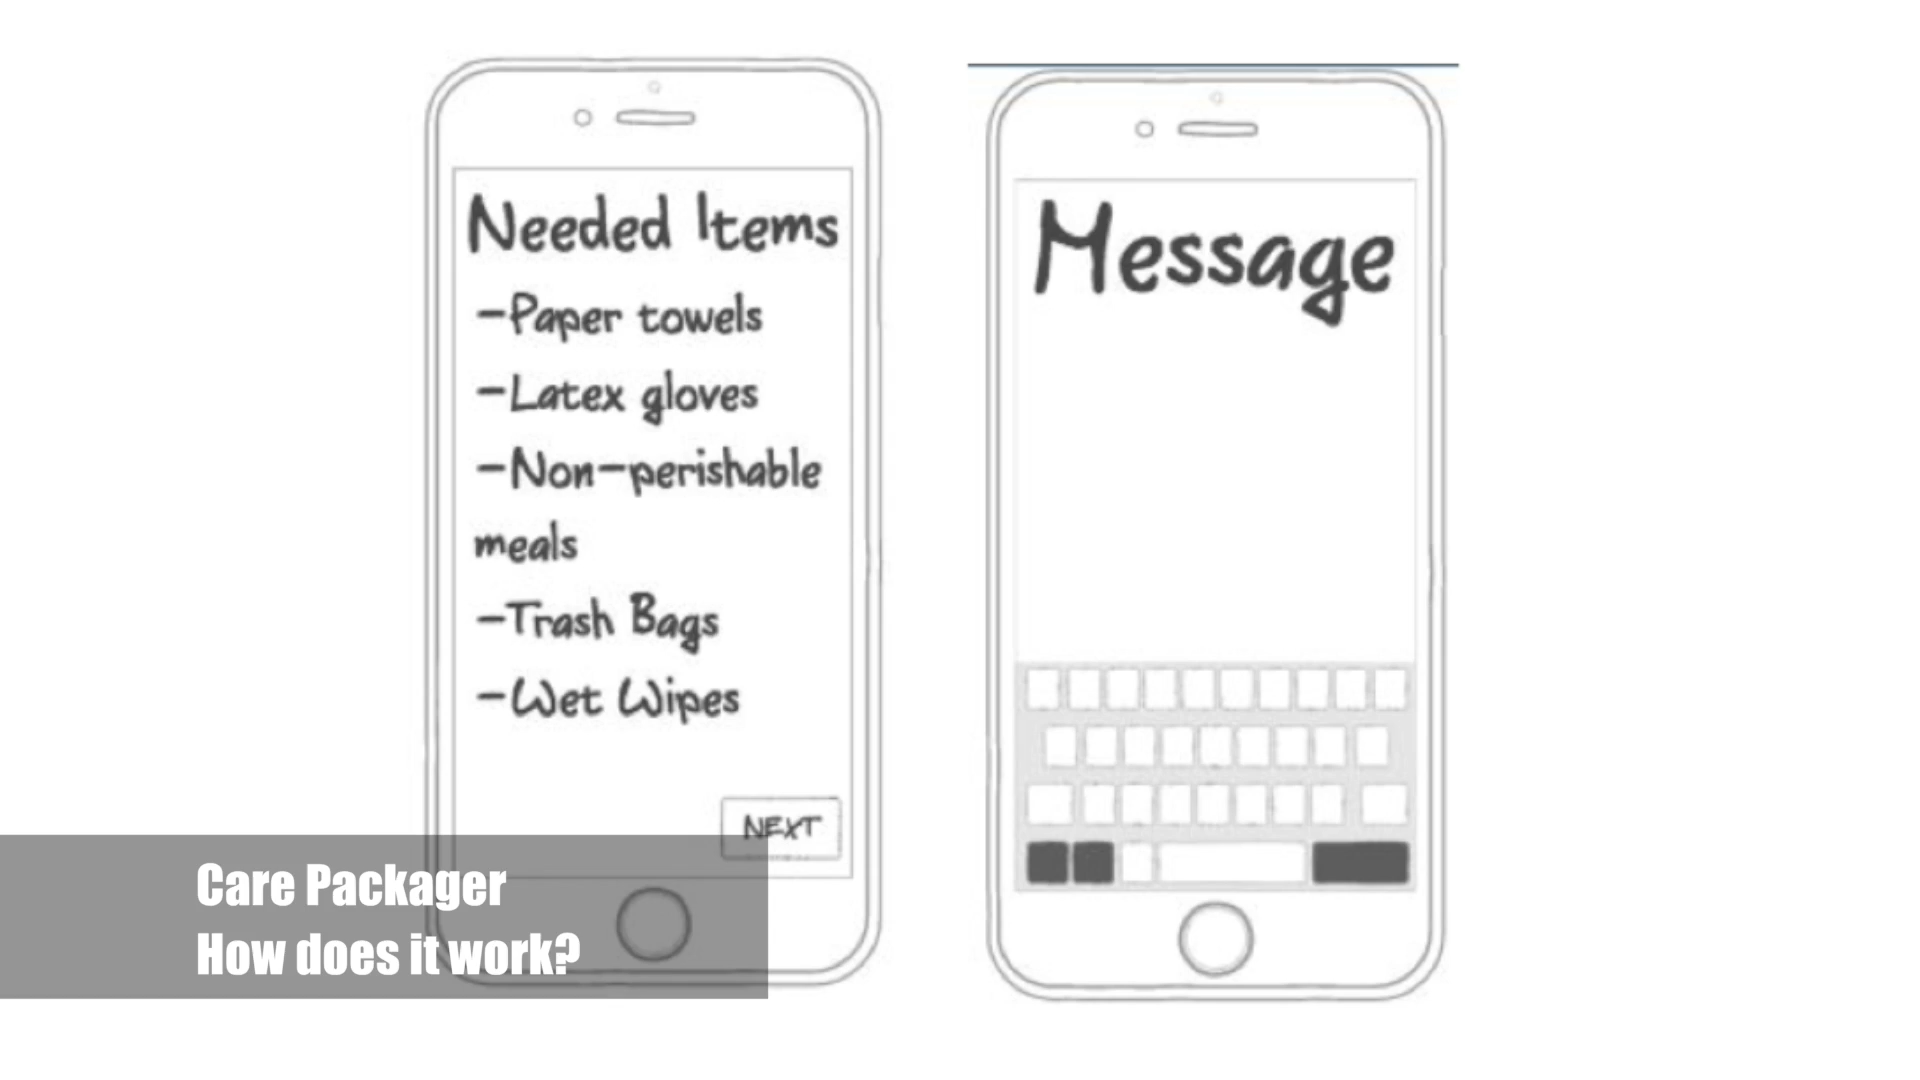 Needed Items
-Paper towels
-Latex gloves
-Non-perishable
meals
-Trash Bags
-Wet Wipes
NEXT
Message
Care Packager
How does it work?